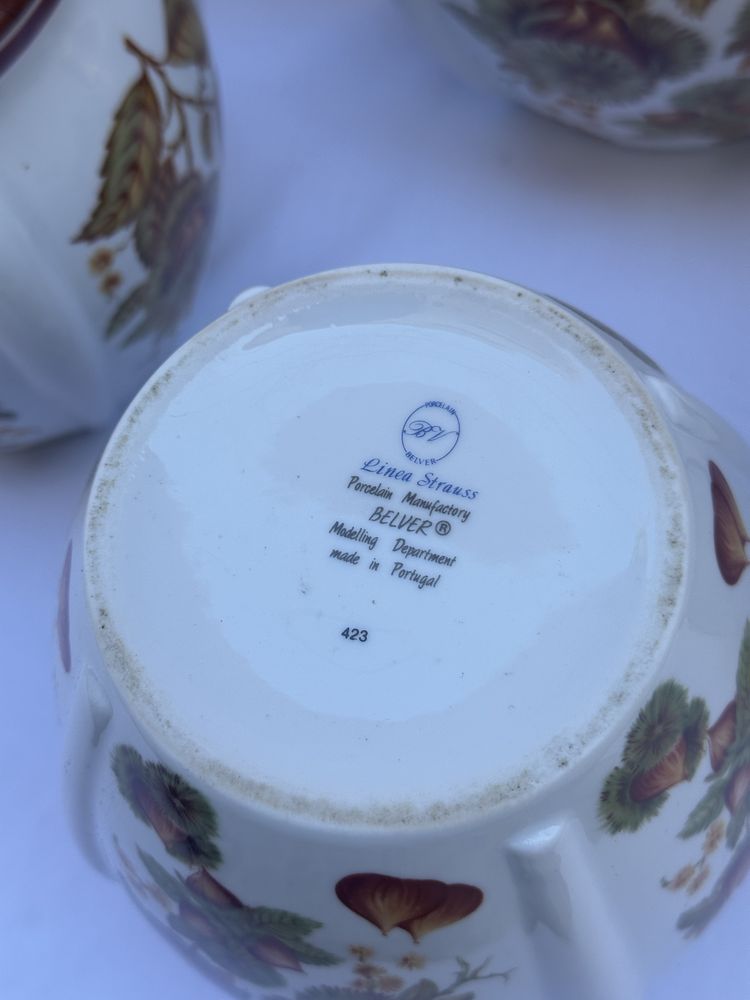 PORCELAIN
BV
BELVER
Linea Strauss
Porcelain Manufactory
BELVER®
Modelling Department
made in Portugal
423